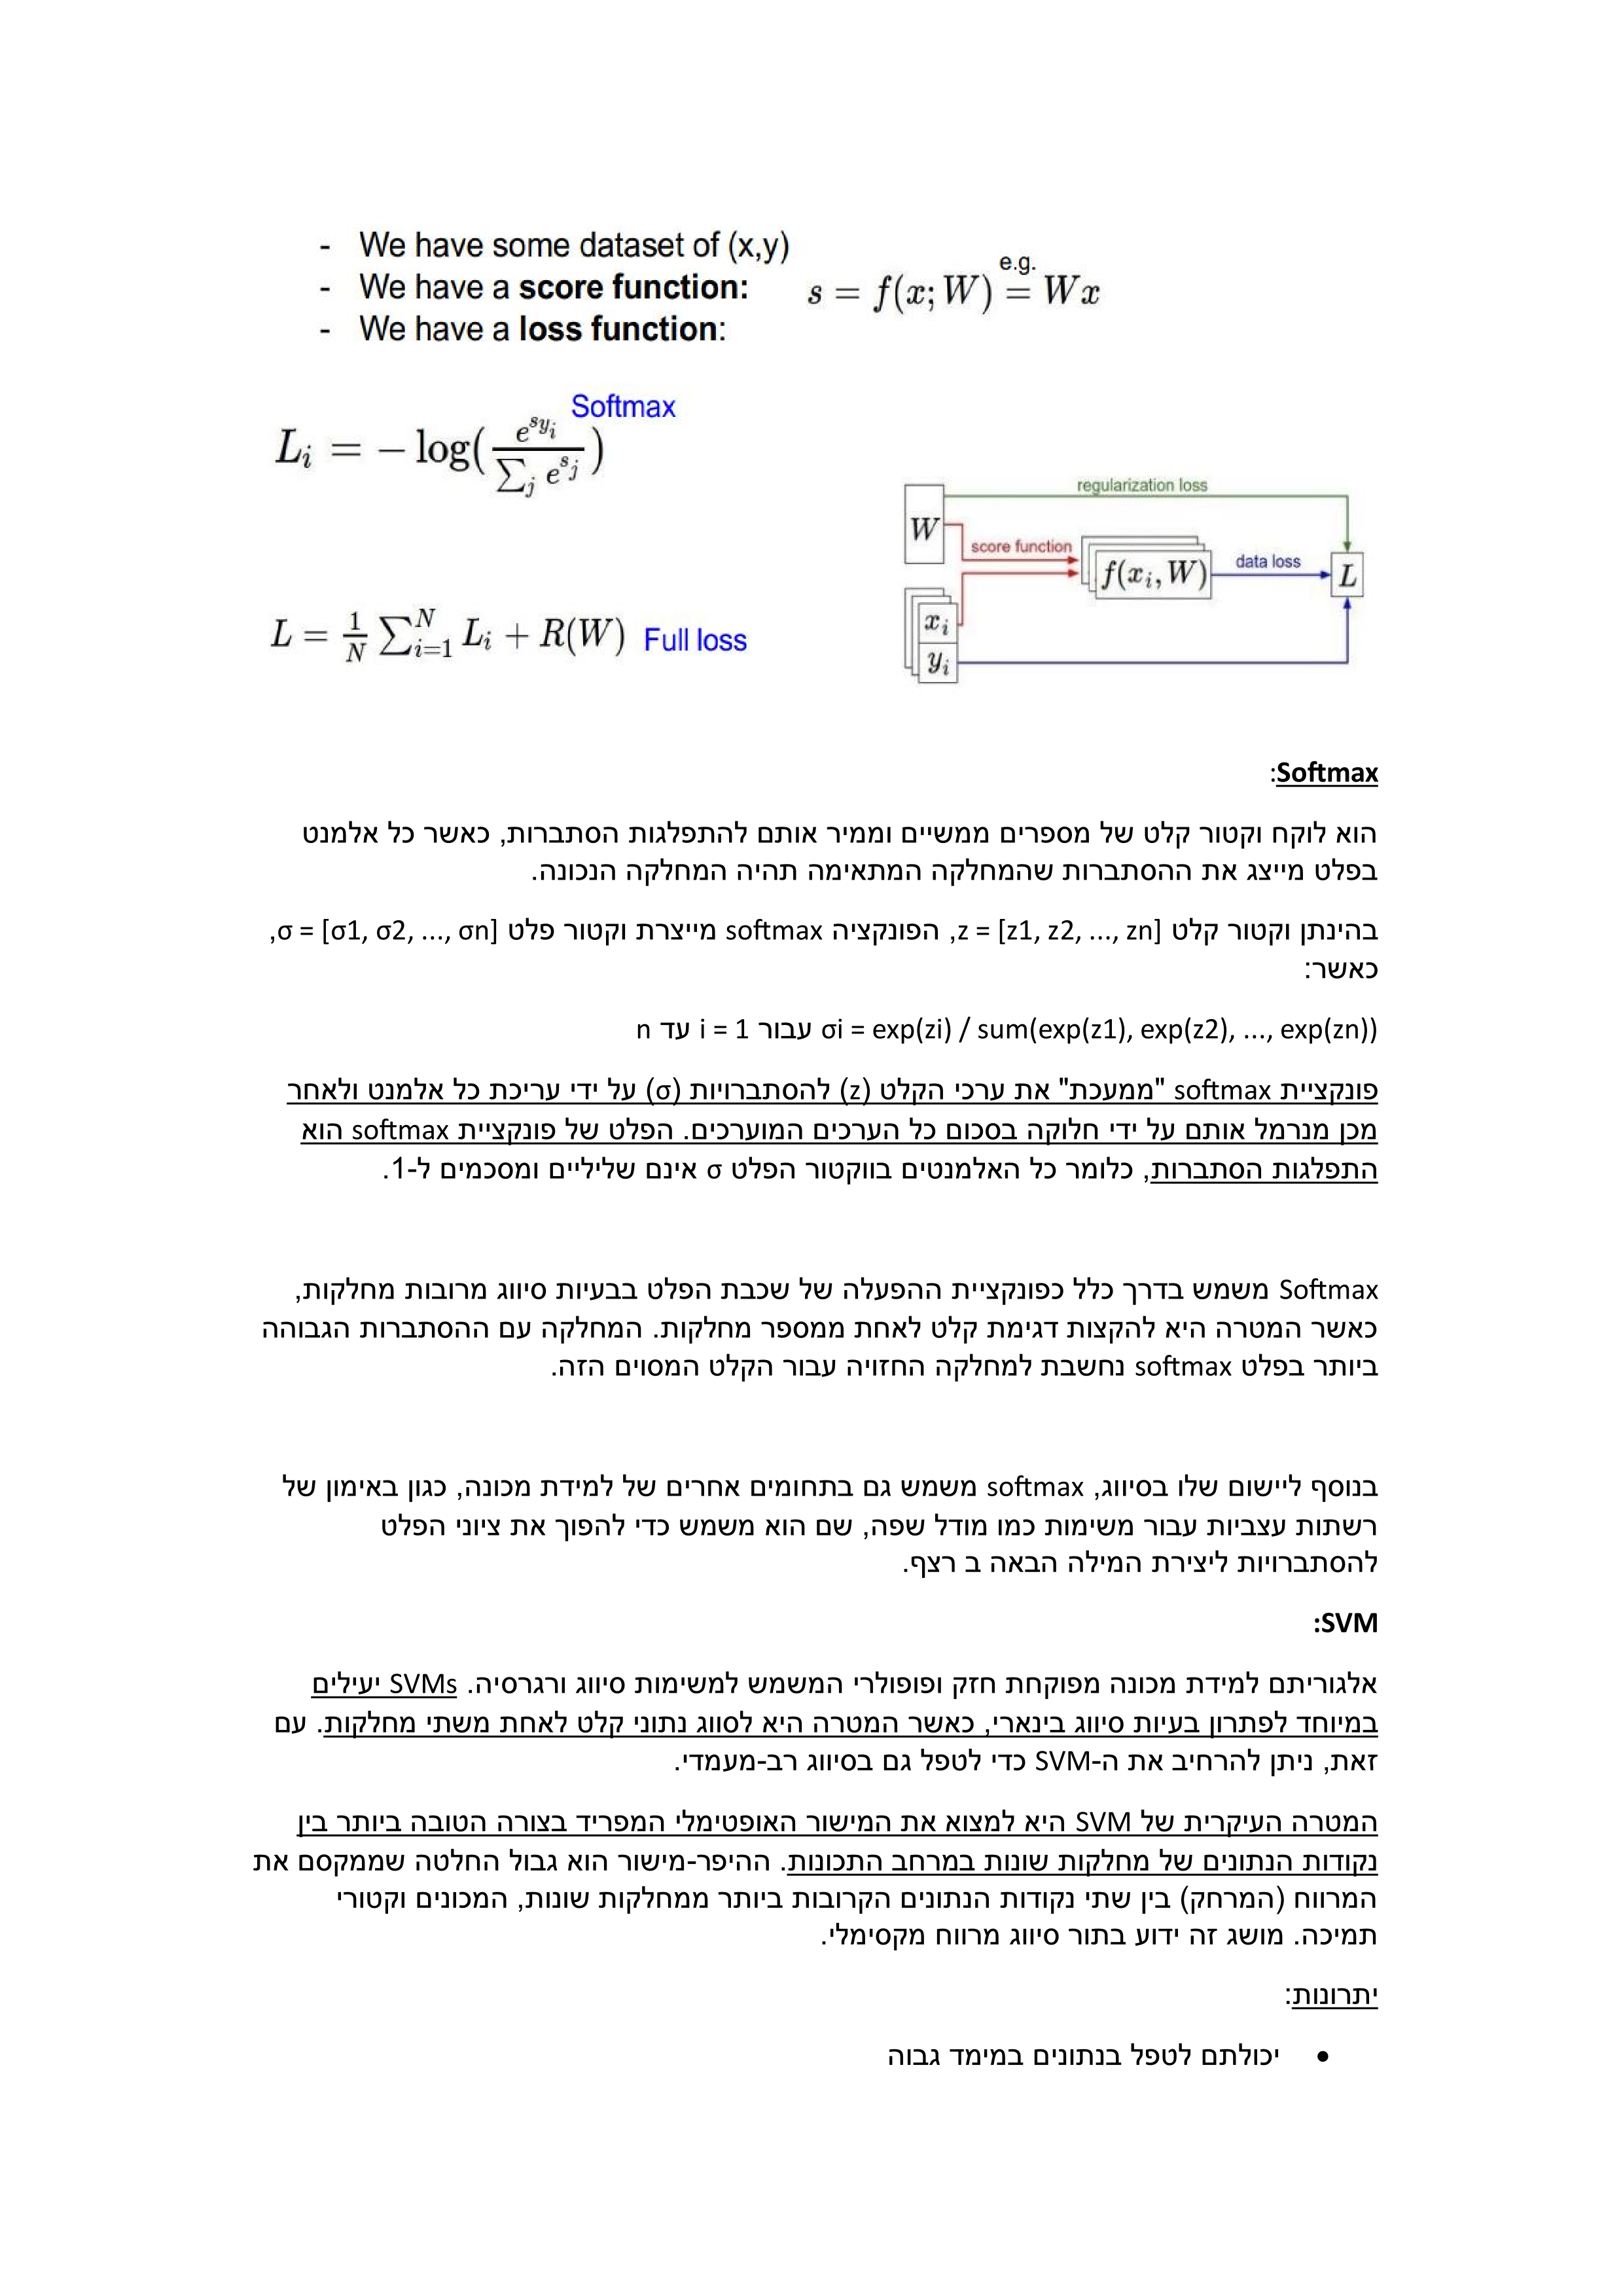 - We have some dataset of (x,y)
- We have a score function: s = f(x; W) = Wx e.g.
- We have a loss function:
Softmax
L_i = − log( e^{s_{y_i}} / ∑_j e^{s_j} )
L = 1/N ∑_{i=1}^{N} L_i + R(W) Full loss
regularization loss
W
score function
f(x_i, W)
data loss
L
x_i
y_i
Softmax:
הוא לוקח וקטור קלט של מספרים ממשיים וממיר אותם להתפלגות הסתברות, כאשר כל אלמנט
בפלט מייצג את ההסתברות שהמחלקה המתאימה תהיה המחלקה הנכונה.
בהינתן וקטור קלט z = [z1, z2, ..., zn], הפונקציה softmax מייצרת וקטור פלט σ = [σ1, σ2, ..., σn],
כאשר:
σi = exp(zi) / sum(exp(z1), exp(z2), ..., exp(zn)) עבור i = 1 עד n
פונקציית softmax "ממעכת" את ערכי הקלט (z) להסתברויות (σ) על ידי עריכת כל אלמנט ולאחר
מכן מנרמל אותם על ידי חלוקה בסכום כל הערכים המוערכים. הפלט של פונקציית softmax הוא
התפלגות הסתברות, כלומר כל האלמנטים בווקטור הפלט σ אינם שליליים ומסכמים ל-1.
Softmax משמש בדרך כלל כפונקציית ההפעלה של שכבת הפלט בבעיות סיווג מרובות מחלקות,
כאשר המטרה היא להקצות דגימת קלט לאחת ממספר מחלקות. המחלקה עם ההסתברות הגבוהה
ביותר בפלט softmax נחשבת למחלקה החזויה עבור הקלט המסוים הזה.
בנוסף ליישום שלו בסיווג, softmax משמש גם בתחומים אחרים של למידת מכונה, כגון באימון של
רשתות עצביות עבור משימות כמו מודל שפה, שם הוא משמש כדי להפוך את ציוני הפלט
להסתברויות ליצירת המילה הבאה ב רצף.
SVM:
אלגוריתם למידת מכונה מפוקחת חזק ופופולרי המשמש למשימות סיווג ורגרסיה. SVMs יעילים
במיוחד לפתרון בעיות סיווג בינארי, כאשר המטרה היא לסווג נתוני קלט לאחת משתי מחלקות. עם
זאת, ניתן להרחיב את ה-SVM כדי לטפל גם בסיווג רב-מעמדי.
המטרה העיקרית של SVM היא למצוא את המישור האופטימלי המפריד בצורה הטובה ביותר בין
נקודות הנתונים של מחלקות שונות במרחב התכונות. ההיפר-מישור הוא גבול החלטה שממקסם את
המרווח (המרחק) בין שתי נקודות הנתונים הקרובות ביותר ממחלקות שונות, המכונים וקטורי
תמיכה. מושג זה ידוע בתור סיווג מרווח מקסימלי.
יתרונות:
• יכולתם לטפל בנתונים במימד גבוה